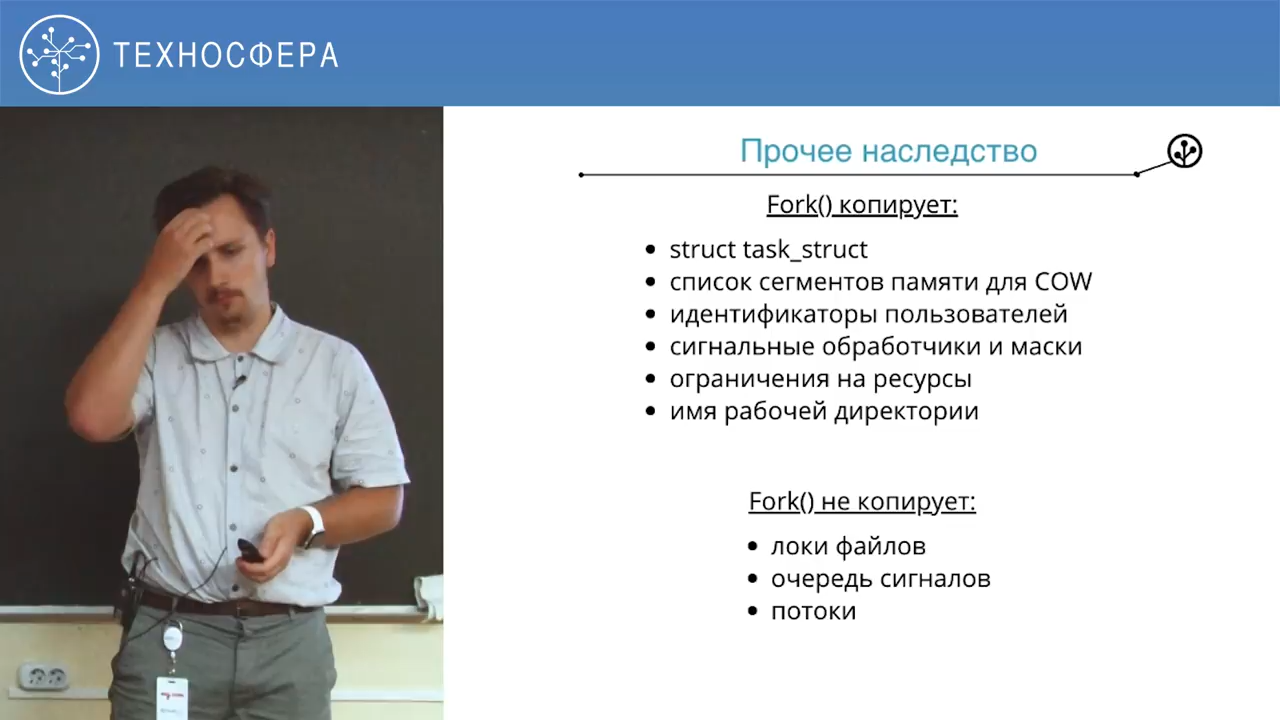 ТЕХНОСФЕРА
Прочее наследство
Fork() копирует:
• struct task_struct
• список сегментов памяти для COW
• идентификаторы пользователей
• сигнальные обработчики и маски
• ограничения на ресурсы
• имя рабочей директории
Fork() не копирует:
• локи файлов
• очередь сигналов
• потоки